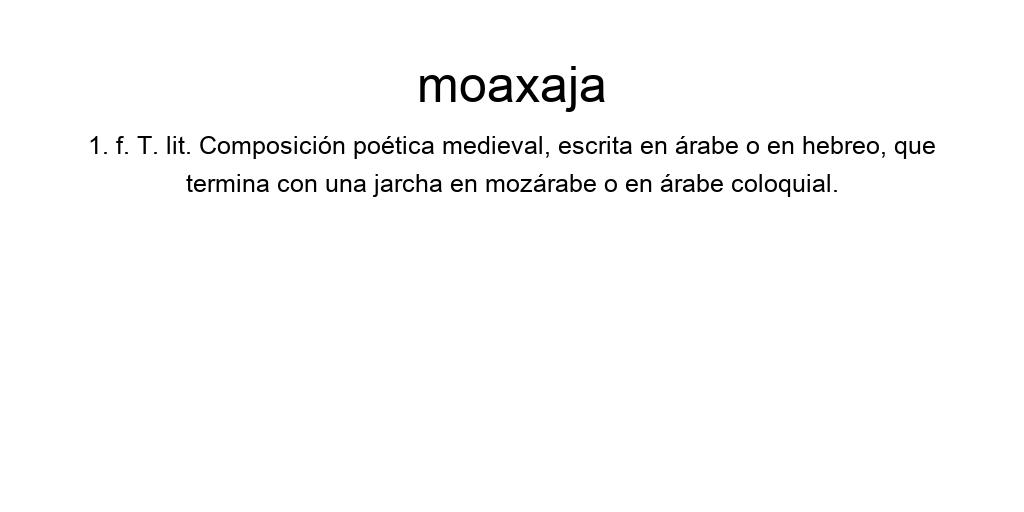 moaxaja
1. f. T. lit. Composición poética medieval, escrita en árabe o en hebreo, que
termina con una jarcha en mozárabe o en árabe coloquial.